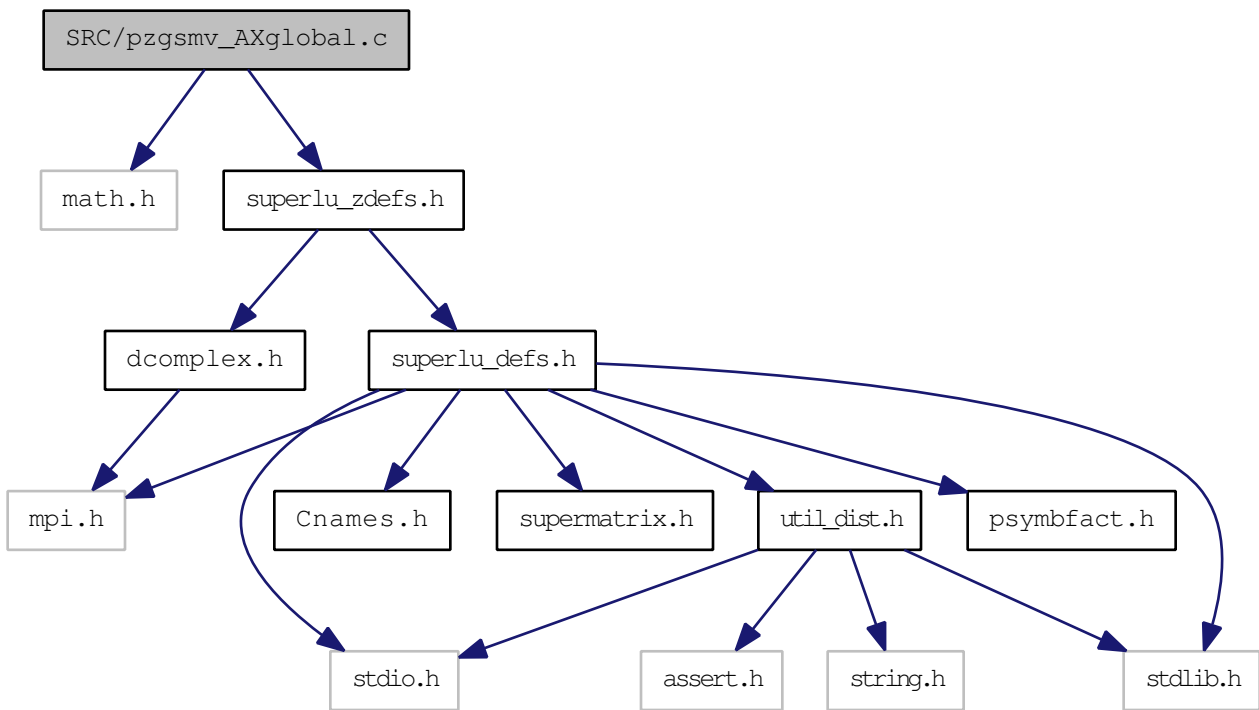 SRC/pzgsmv_AXglobal.c
math.h
superlu_zdefs.h
dcomplex.h
superlu_defs.h
mpi.h
Cnames.h
supermatrix.h
util_dist.h
psymbfact.h
stdio.h
assert.h
string.h
stdlib.h